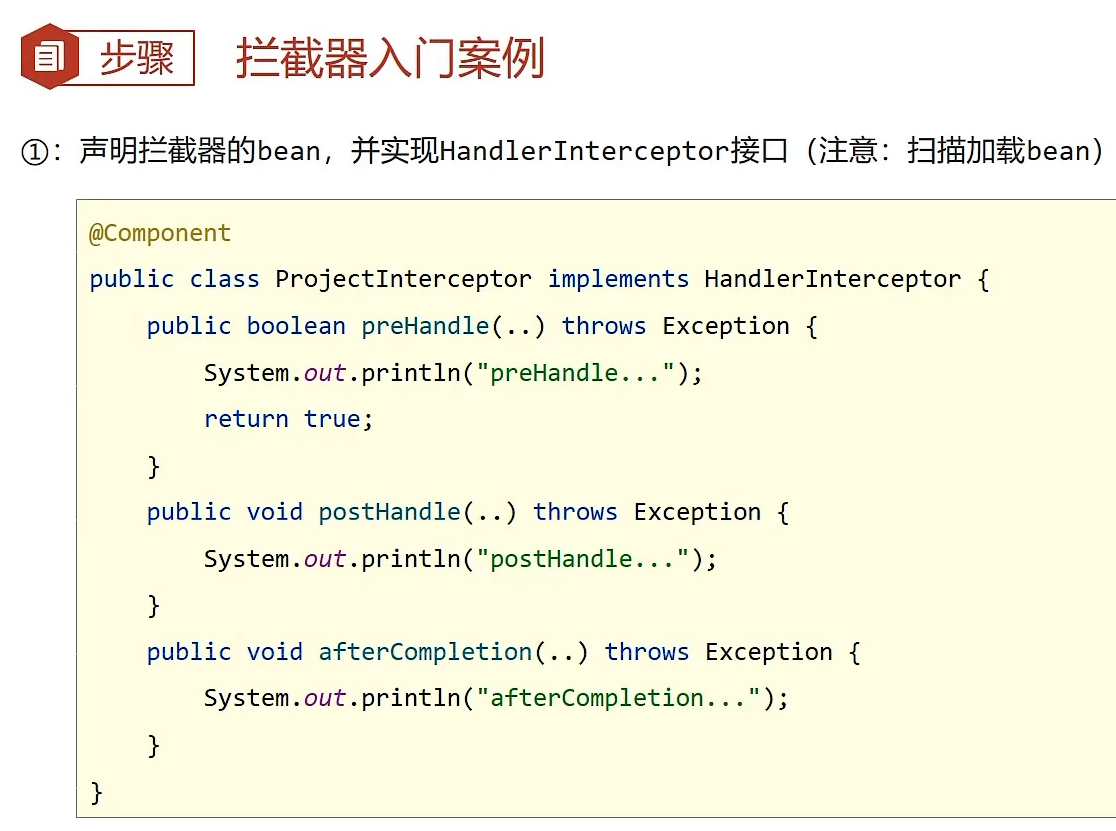 步骤 拦截器入门案例
①：声明拦截器的bean，并实现HandlerInterceptor接口（注意：扫描加载bean）
@Component
public class ProjectInterceptor implements HandlerInterceptor {
    public boolean preHandle(..) throws Exception {
        System.out.println("preHandle...");
        return true;
    }
    public void postHandle(..) throws Exception {
        System.out.println("postHandle...");
    }
    public void afterCompletion(..) throws Exception {
        System.out.println("afterCompletion...");
    }
}